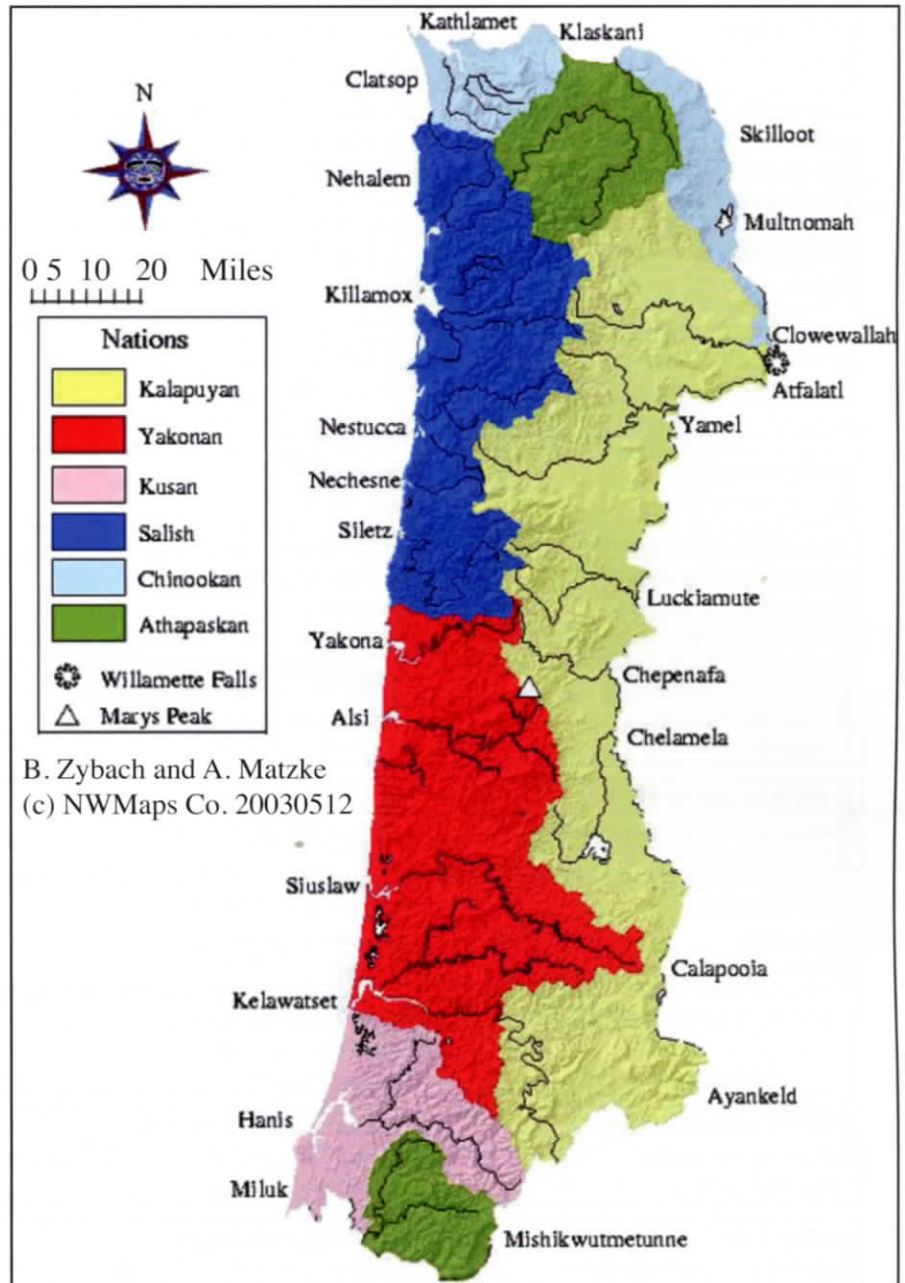 Kathlamet
Klaskani
Clatsop
N
Skilloot
Nehalem
Multnomah
0 5 10 20 Miles
Killamox
Nations
Clowewallah
Kalapuyan
Atfalatl
Yakonan
Nestucca
Yamel
Kusan
Nechesne
Salish
Siletz
Chinookan
Luckiamute
Athapaskan
Yakona
Willamette Falls
Chepenafa
Marys Peak
Alsi
Chelamela
B. Zybach and A. Matzke
(c) NWMaps Co. 20030512
Siuslaw
Calapooia
Kelawatset
Ayankeld
Hanis
Miluk
Mishikwutmetunne